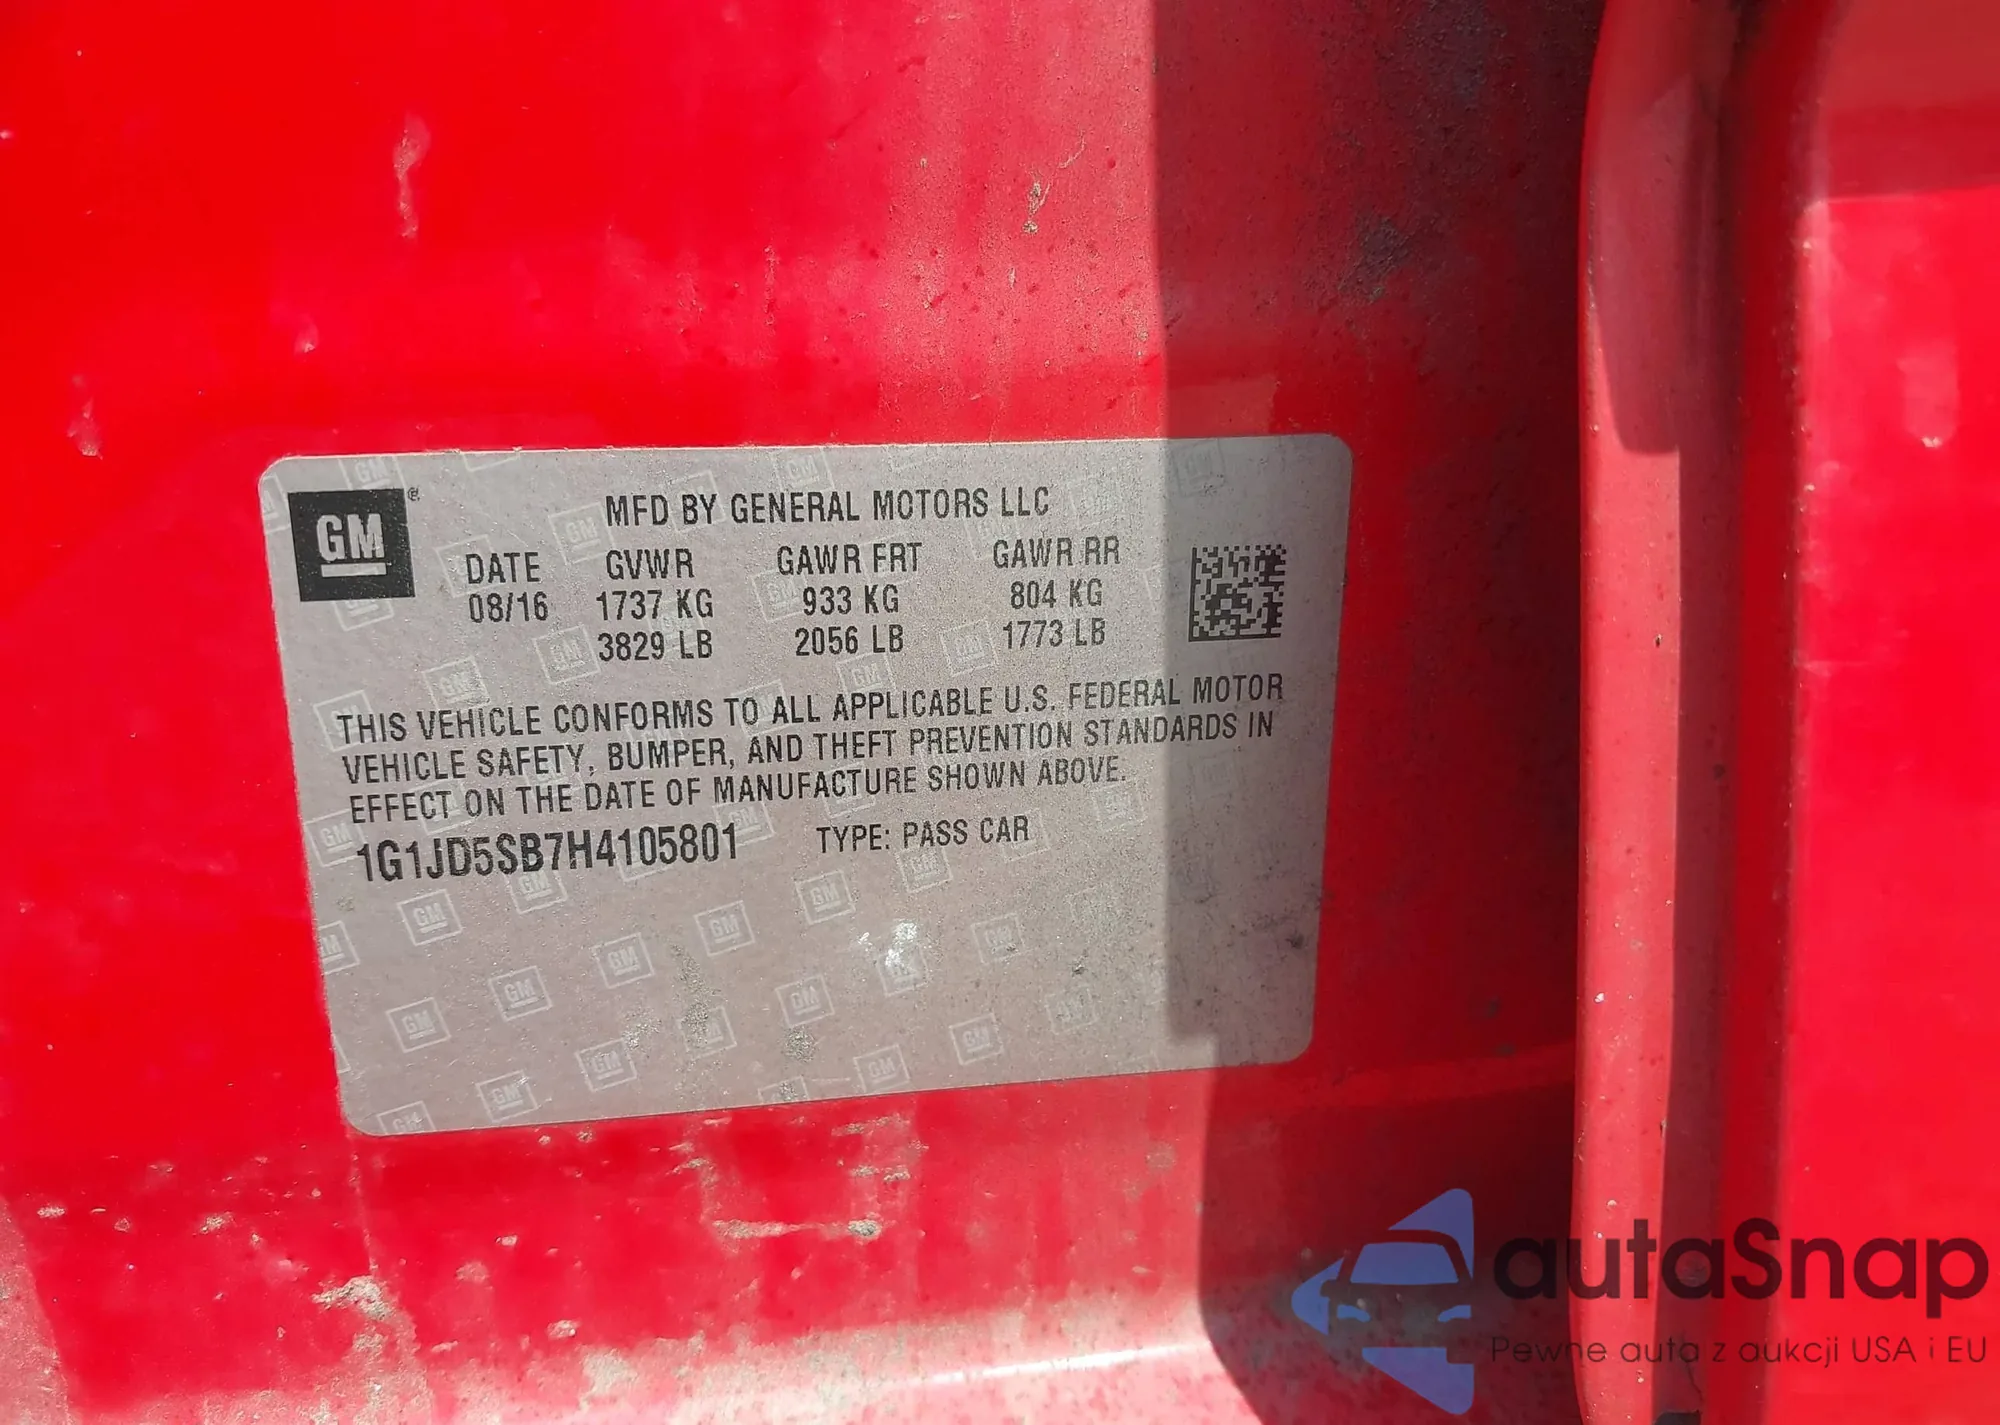 GM®
MFD BY GENERAL MOTORS LLC
DATE GVWR GAWR FRT GAWR RR
08/16 1737 KG 933 KG 804 KG
3829 LB 2056 LB 1773 LB
THIS VEHICLE CONFORMS TO ALL APPLICABLE U.S. FEDERAL MOTOR
VEHICLE SAFETY, BUMPER, AND THEFT PREVENTION STANDARDS IN
EFFECT ON THE DATE OF MANUFACTURE SHOWN ABOVE.
1G1JD5SB7H4105801 TYPE: PASS CAR
autaSnap
Pewne auta z aukcji USA i EU